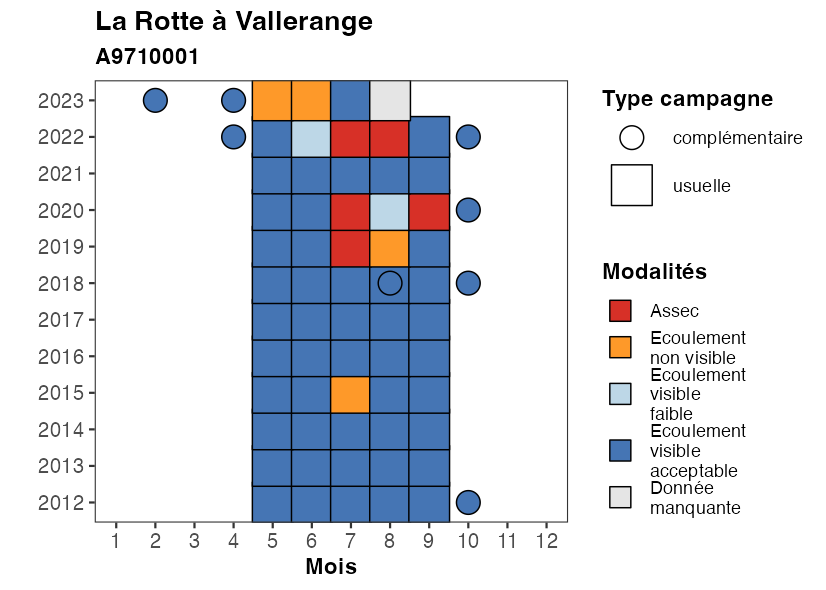 La Rotte à Vallerange
A9710001
2023
2022
2021
2020
2019
2018
2017
2016
2015
2014
2013
2012
1 2 3 4 5 6 7 8 9 10 11 12
Mois
Type campagne
complémentaire
usuelle
Modalités
Assec
Ecoulement
non visible
Ecoulement
visible
faible
Ecoulement
visible
acceptable
Donnée
manquante